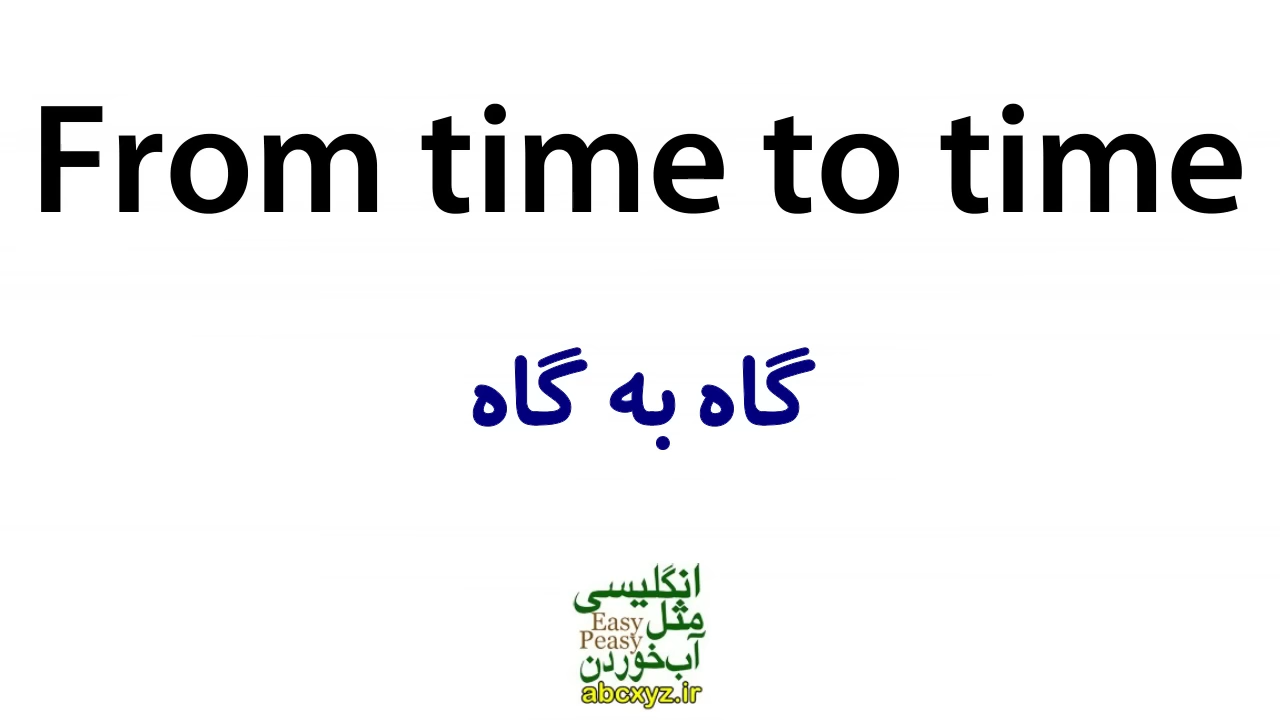 From time to time
گاه به گاه
انگلیسی
مثل
Easy
Peasy
آب‌خوردن
abcxyz.ir